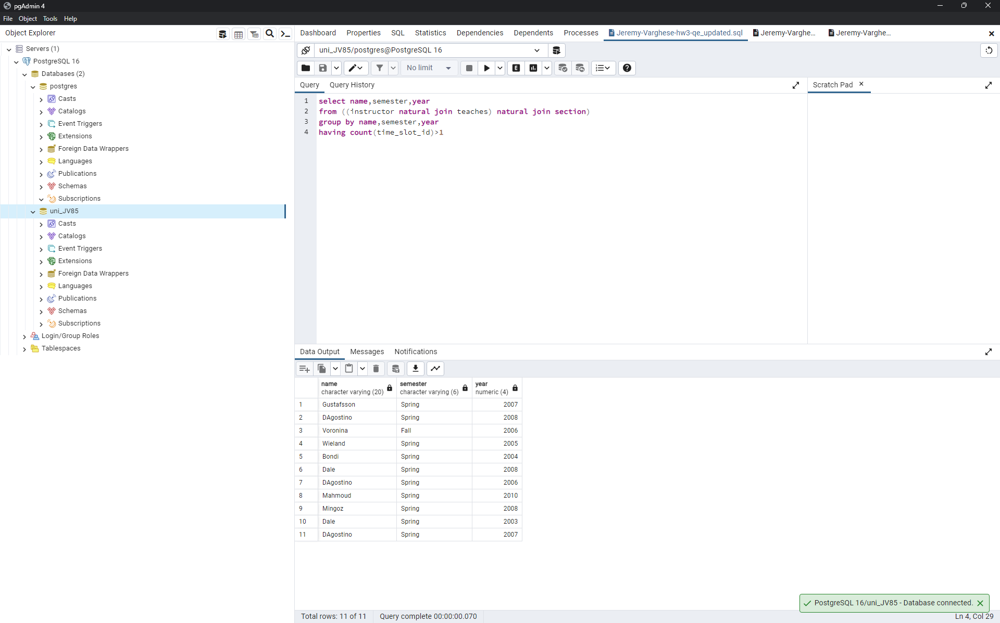 pgAdmin 4
File Object Tools Help
Object Explorer
Servers (1)
PostgreSQL 16
Databases (2)
postgres
Casts
Catalogs
Event Triggers
Extensions
Foreign Data Wrappers
Languages
Publications
Schemas
Subscriptions
uni_JV85
Casts
Catalogs
Event Triggers
Extensions
Foreign Data Wrappers
Languages
Publications
Schemas
Subscriptions
Login/Group Roles
Tablespaces
Dashboard Properties SQL Statistics Dependencies Dependents Processes Jeremy-Varghese-hw3-qe_updated.sql Jeremy-Varghe... Jeremy-Varghe...
uni_JV85/postgres@PostgreSQL 16
No limit
Query Query History
Scratch Pad
1 select name,semester,year
2 from ((instructor natural join teaches) natural join section)
3 group by name,semester,year
4 having count(time_slot_id)>1
Data Output Messages Notifications
name semester year
character varying (20) character varying (6) numeric (4)
1 Gustafsson Spring 2007
2 DAgostino Spring 2008
3 Voronina Fall 2006
4 Wieland Spring 2005
5 Bondi Spring 2004
6 Dale Spring 2008
7 DAgostino Spring 2006
8 Mahmoud Spring 2010
9 Mingoz Spring 2008
10 Dale Spring 2003
11 DAgostino Spring 2007
PostgreSQL 16/uni_JV85 - Database connected.
Total rows: 11 of 11 Query complete 00:00:00.070 Ln 4, Col 29